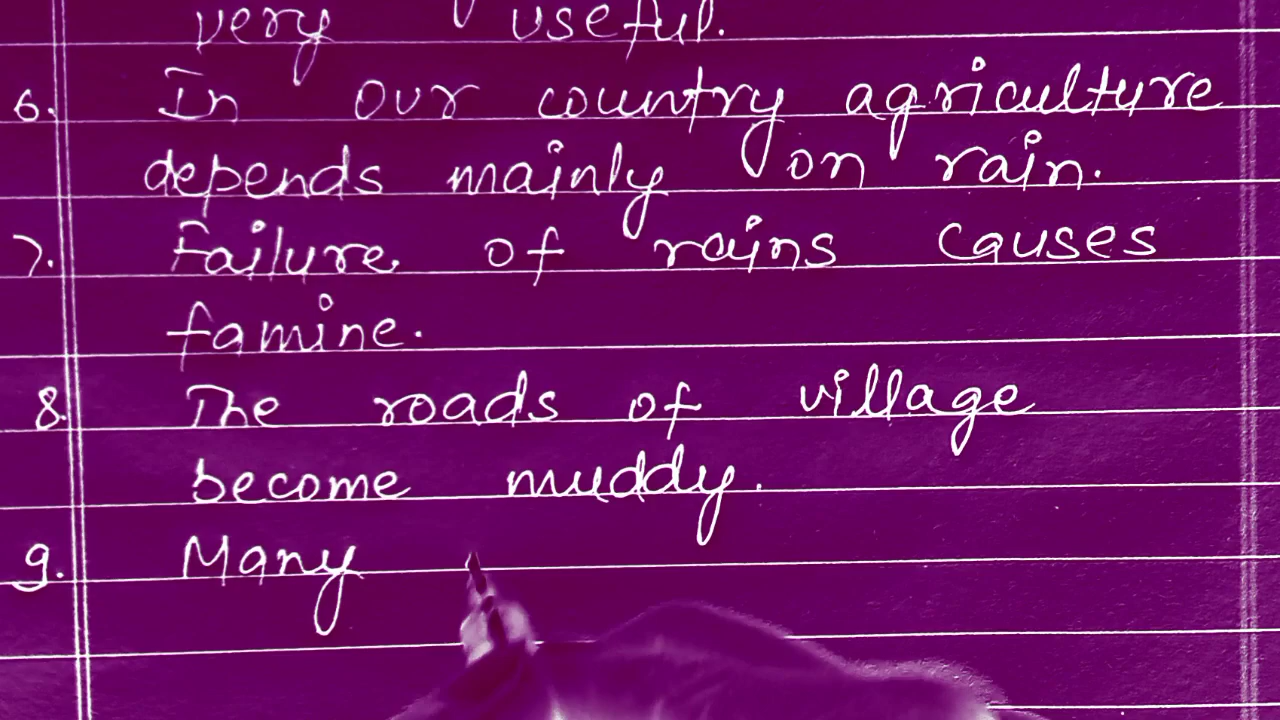 very useful.
6. In our country agriculture
depends mainly on rain.
7. Failure of rains causes
famine.
8. The roads of village
become muddy.
9. Many